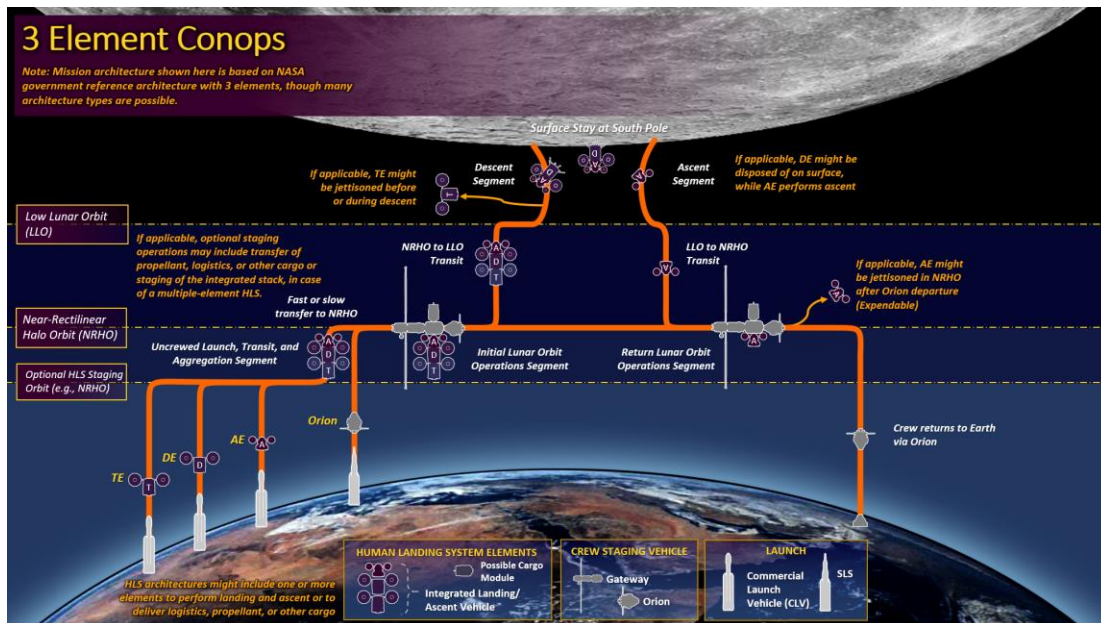 3 Element Conops
Note: Mission architecture shown here is based on NASA
government reference architecture with 3 elements, though many
architecture types are possible.
Surface Stay at South Pole
D
A
If applicable, TE might
be jettisoned before
or during descent
T
Descent
Segment
D
A
A
Ascent
Segment
If applicable, DE might be
disposed of on surface,
while AE performs ascent
Low Lunar Orbit
(LLO)
If applicable, optional staging
operations may include transfer of
propellant, logistics, or other cargo or
staging of the integrated stack, in case
of a multiple-element HLS.
NRHO to LLO
Transit
A
D
T
LLO to NRHO
Transit
A
If applicable, AE might
be jettisoned in NRHO
after Orion departure
(Expendable)
A
Fast or slow
transfer to NRHO
Near-Rectilinear
Halo Orbit (NRHO)
Uncrewed Launch, Transit, and
Aggregation Segment
A
D
T
A
D
T
Initial Lunar Orbit
Operations Segment
Return Lunar Orbit
Operations Segment
A
Optional HLS Staging
Orbit (e.g., NRHO)
TE
T
DE
D
AE
A
Orion
Crew returns to Earth
via Orion
HLS architectures might include one or more
elements to perform landing and ascent or to
deliver logistics, propellant, or other cargo
HUMAN LANDING SYSTEM ELEMENTS
Possible Cargo
Module
Integrated Landing/
Ascent Vehicle
CREW STAGING VEHICLE
Gateway
Orion
LAUNCH
Commercial
Launch
Vehicle (CLV)
SLS